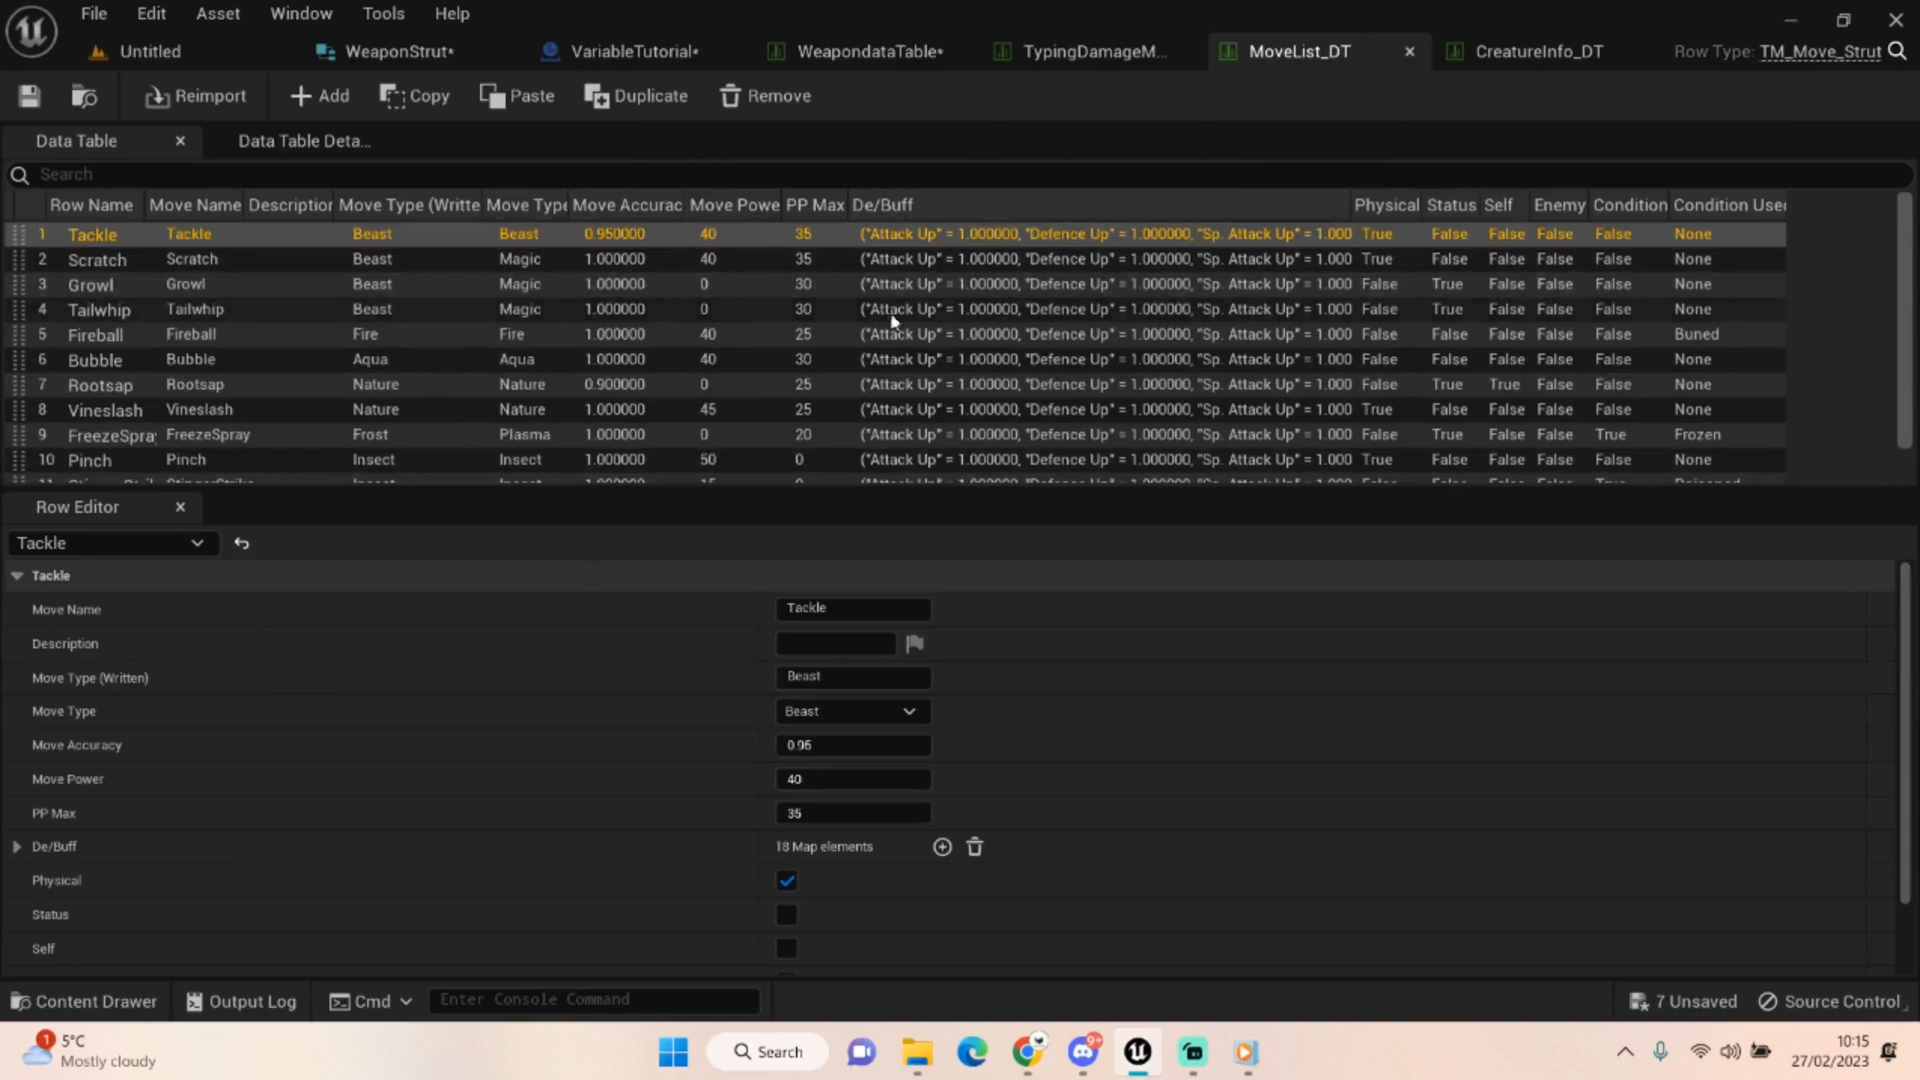 File Edit Asset Window Tools Help
Untitled WeaponStrut* VariableTutorial* WeapondataTable* TypingDamageM... MoveList_DT CreatureInfo_DT Row Type: TM_Move_Strut
Reimport Add Copy Paste Duplicate Remove
Data Table Data Table Deta...
Search
Row Name Move Name Description Move Type (Writte Move Type Move Accurac Move Powe PP Max De/Buff Physical Status Self Enemy Condition Condition Used
1 Tackle Tackle Beast Beast 0.950000 40 35 ("Attack Up" = 1.000000, "Defence Up" = 1.000000, "Sp. Attack Up" = 1.000 True False False False False None
2 Scratch Scratch Beast Magic 1.000000 40 35 ("Attack Up" = 1.000000, "Defence Up" = 1.000000, "Sp. Attack Up" = 1.000 True False False False False None
3 Growl Growl Beast Magic 1.000000 0 30 ("Attack Up" = 1.000000, "Defence Up" = 1.000000, "Sp. Attack Up" = 1.000 False True False False False None
4 Tailwhip Tailwhip Beast Magic 1.000000 0 30 ("Attack Up" = 1.000000, "Defence Up" = 1.000000, "Sp. Attack Up" = 1.000 False True False False False None
5 Fireball Fireball Fire Fire 1.000000 40 25 ("Attack Up" = 1.000000, "Defence Up" = 1.000000, "Sp. Attack Up" = 1.000 False False False False False Buned
6 Bubble Bubble Aqua Aqua 1.000000 40 30 ("Attack Up" = 1.000000, "Defence Up" = 1.000000, "Sp. Attack Up" = 1.000 False False False False False None
7 Rootsap Rootsap Nature Nature 0.900000 0 25 ("Attack Up" = 1.000000, "Defence Up" = 1.000000, "Sp. Attack Up" = 1.000 False True True False False None
8 Vineslash Vineslash Nature Nature 1.000000 45 25 ("Attack Up" = 1.000000, "Defence Up" = 1.000000, "Sp. Attack Up" = 1.000 True False False False False None
9 FreezeSpray FreezeSpray Frost Plasma 1.000000 0 20 ("Attack Up" = 1.000000, "Defence Up" = 1.000000, "Sp. Attack Up" = 1.000 False True False False True Frozen
10 Pinch Pinch Insect Insect 1.000000 50 0 ("Attack Up" = 1.000000, "Defence Up" = 1.000000, "Sp. Attack Up" = 1.000 True False False False False None
Row Editor
Tackle
Tackle
Move Name Tackle
Description
Move Type (Written) Beast
Move Type Beast
Move Accuracy 0.95
Move Power 40
PP Max 35
De/Buff 18 Map elements
Physical
Status
Self
Content Drawer Output Log Cmd Enter Console Command 7 Unsaved Source Control
1 5°C
Mostly cloudy
Search
9+
10:15
27/02/2023